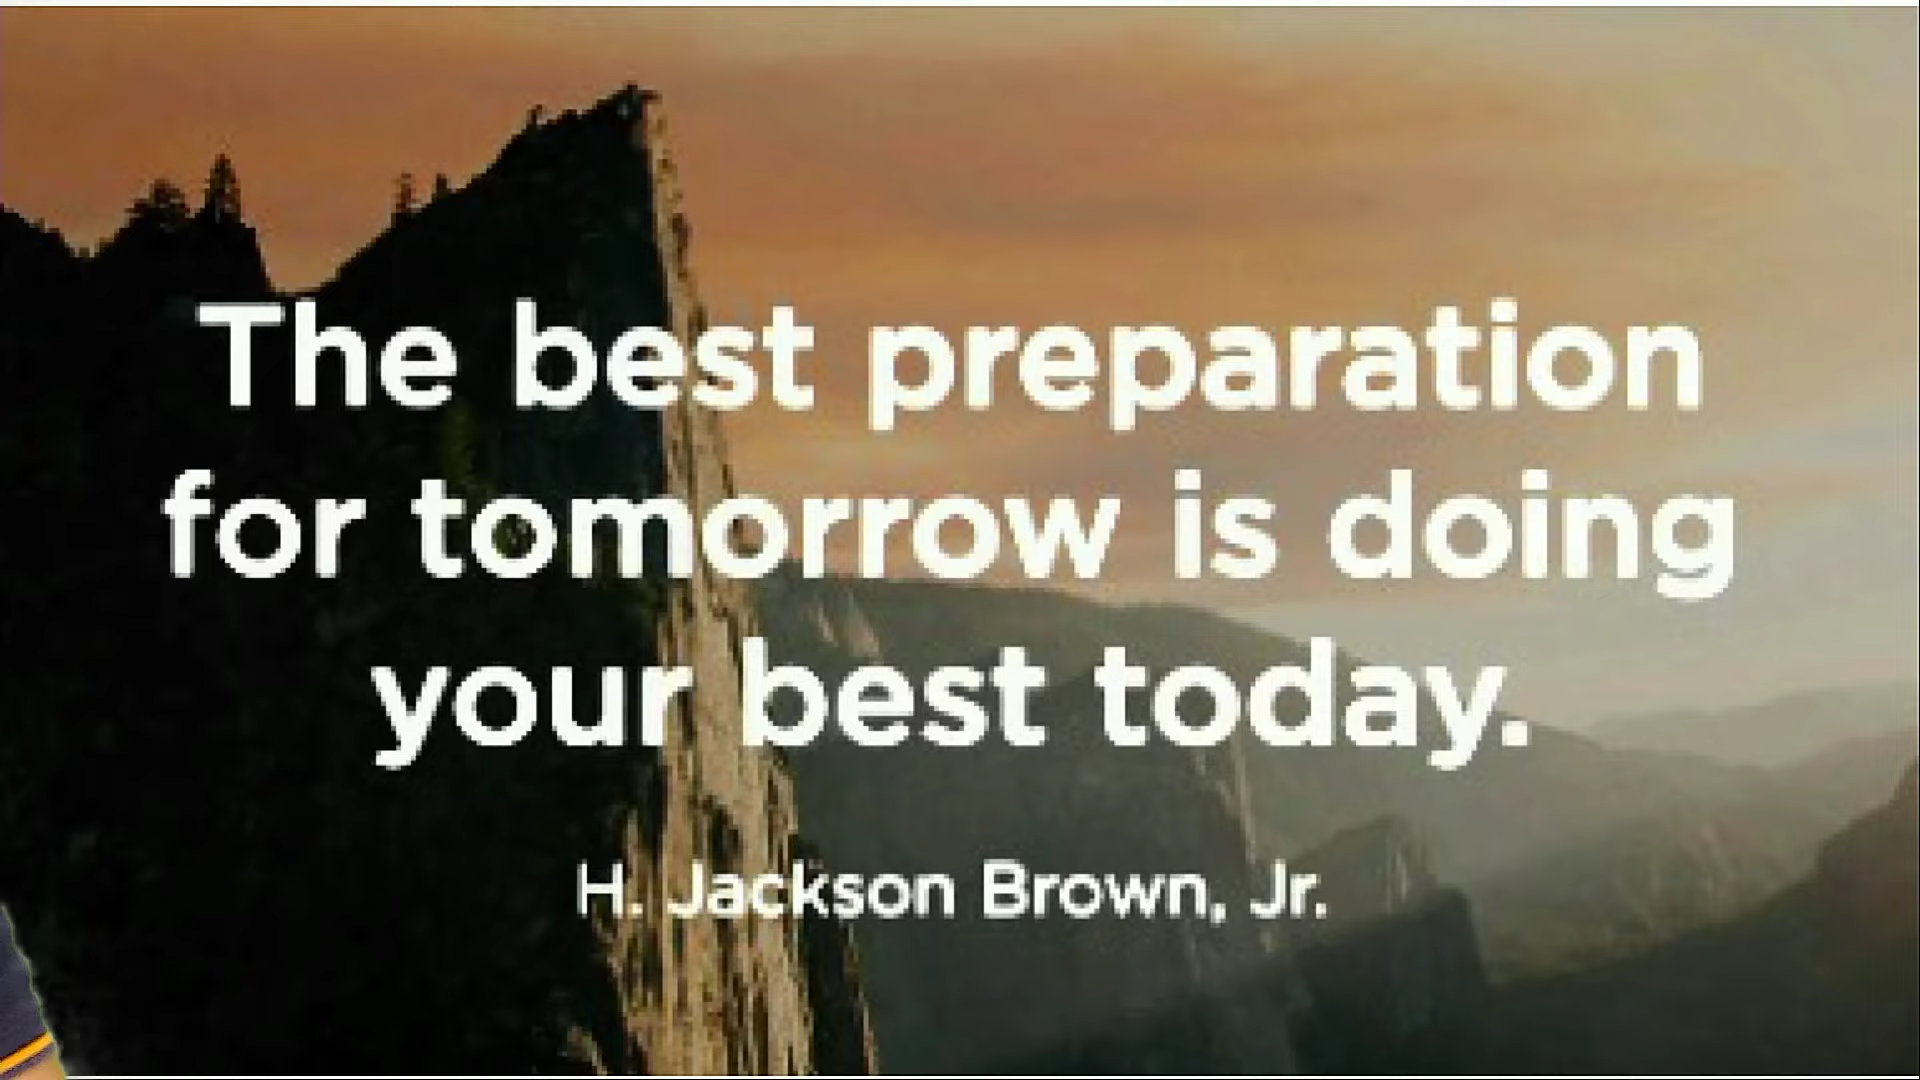 The best preparation
for tomorrow is doing
your best today.
H. Jackson Brown, Jr.